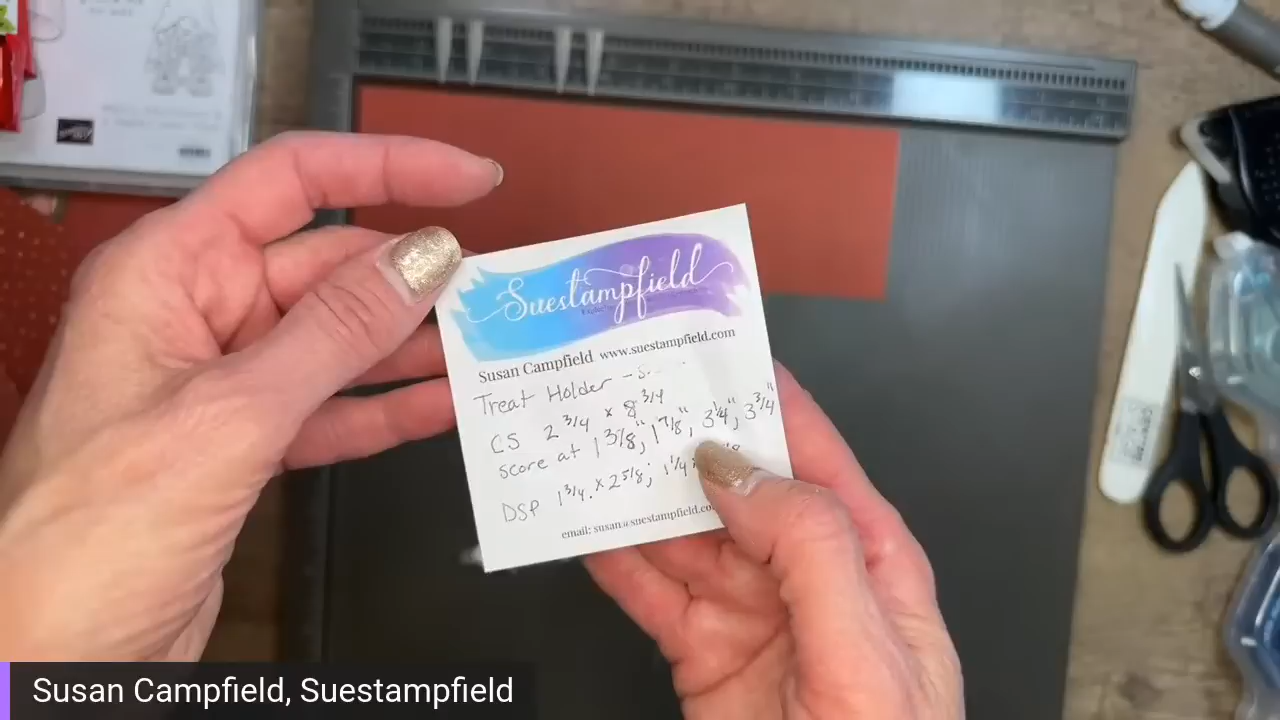 Suestampfield
Susan Campfield www.suestampfield.com
Treat Holder -
CS 2 3/4 x 8 3/4
score at 1 3/8", 1 7/8", 3 1/4", 3 3/4"
DSP 1 3/4 x 2 5/8; 1 1/4
email: susan@suestampfield.co
Susan Campfield, Suestampfield